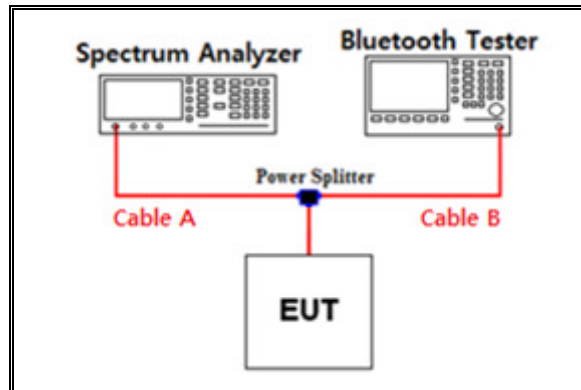 Spectrum Analyzer
Bluetooth Tester
Power Splitter
Cable A
Cable B
EUT